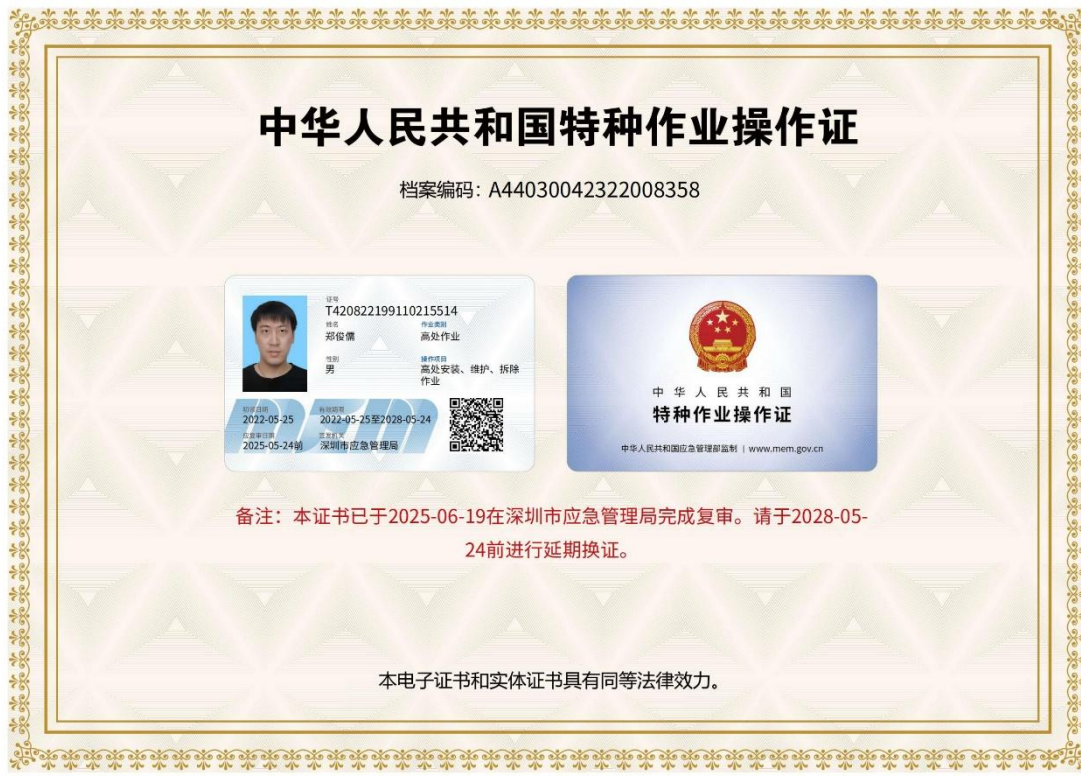 中华人民共和国特种作业操作证
档案编码：A44030042322008358
证号
T420822199110215514
姓名
郑俊儒
作业类别
高处作业
性别
男
操作项目
高处安装、维护、拆除
作业
初领日期
2022-05-25
有效期限
2022-05-25至2028-05-24
应复审日期
2025-05-24前
签发机关
深圳市应急管理局
中华人民共和国
特种作业操作证
中华人民共和国应急管理部监制 | www.mem.gov.cn
备注：本证书已于2025-06-19在深圳市应急管理局完成复审。请于2028-05-
24前进行延期换证。
本电子证书和实体证书具有同等法律效力。